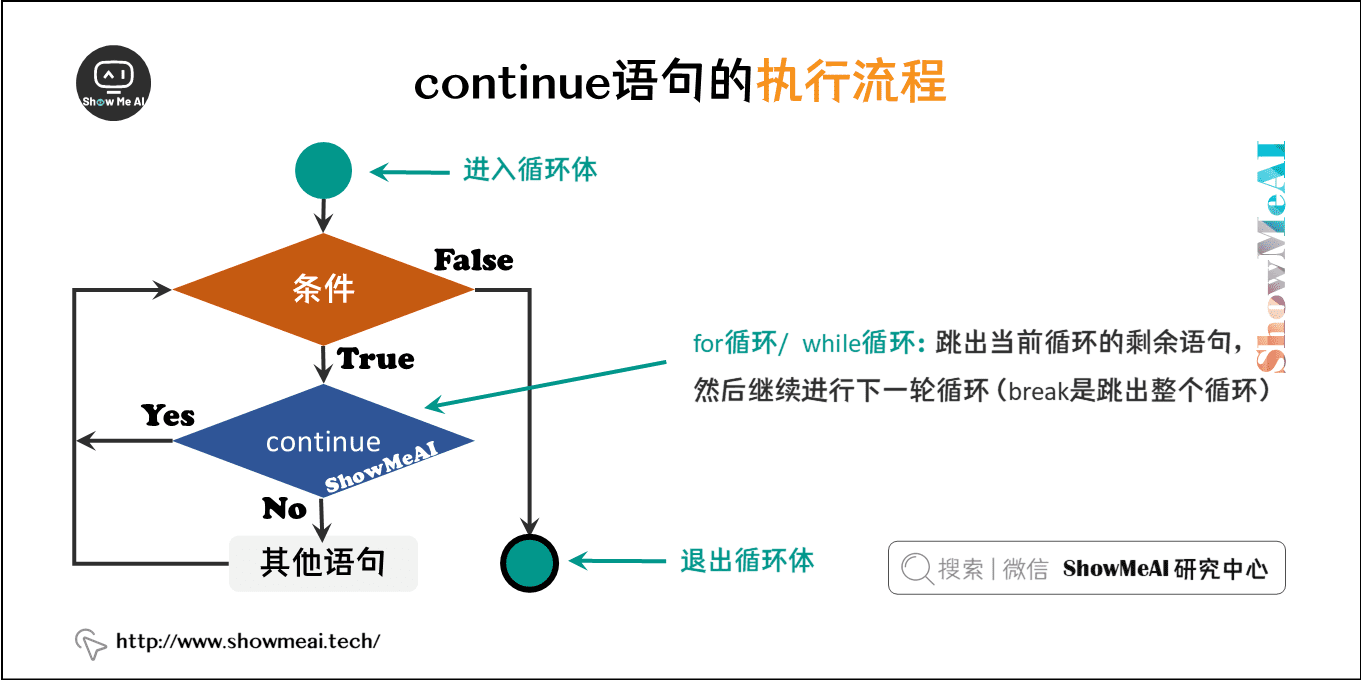 Show Me AI
continue语句的执行流程
进入循环体
条件
False
True
for循环/ while循环：跳出当前循环的剩余语句，
然后继续进行下一轮循环（break是跳出整个循环）
Yes
continue
ShowMeAI
No
其他语句
退出循环体
搜索 | 微信 ShowMeAI 研究中心
http://www.showmeai.tech/
ShowMeAI